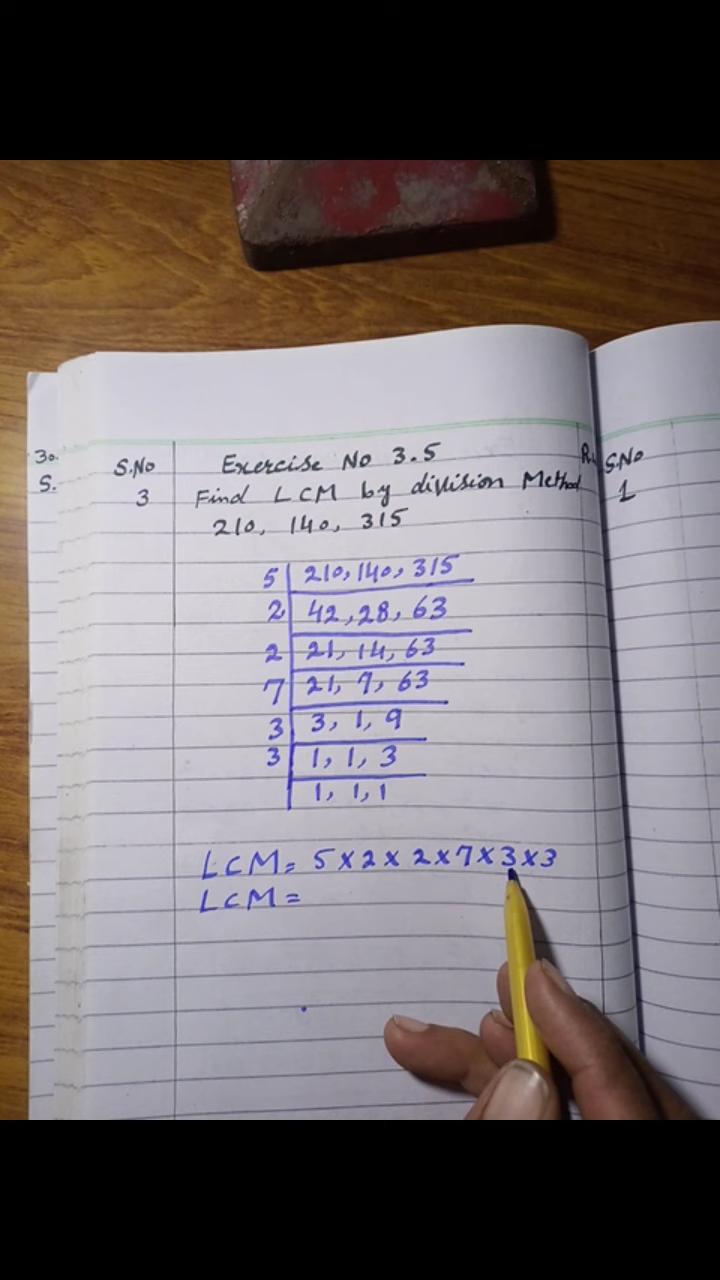 30.
S.
S.No
Exercise No 3.5
3
Find LCM by division Method
210, 140, 315
5 210, 140, 315
2 42, 28, 63
2 21, 14, 63
7 21, 7, 63
3 3, 1, 9
3 1, 1, 3
1, 1, 1
LCM = 5 × 2 × 2 × 7 × 3 × 3
LCM =
S.No
1